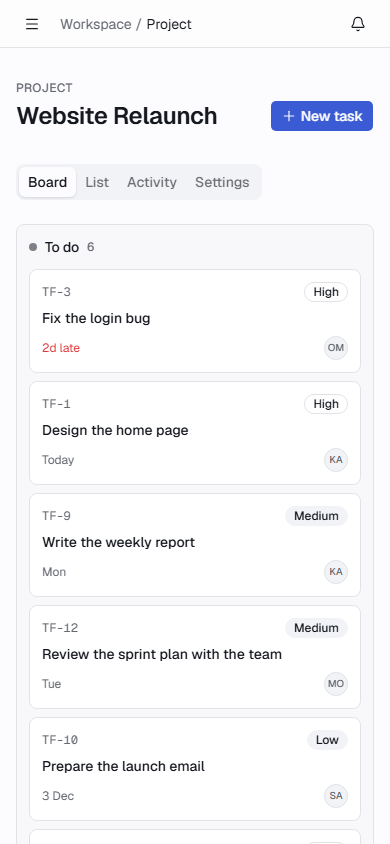 Workspace / Project
PROJECT
Website Relaunch
+ New task
Board List Activity Settings
To do 6
TF-3 High
Fix the login bug
2d late OM
TF-1 High
Design the home page
Today KA
TF-9 Medium
Write the weekly report
Mon KA
TF-12 Medium
Review the sprint plan with the team
Tue MO
TF-10 Low
Prepare the launch email
3 Dec SA